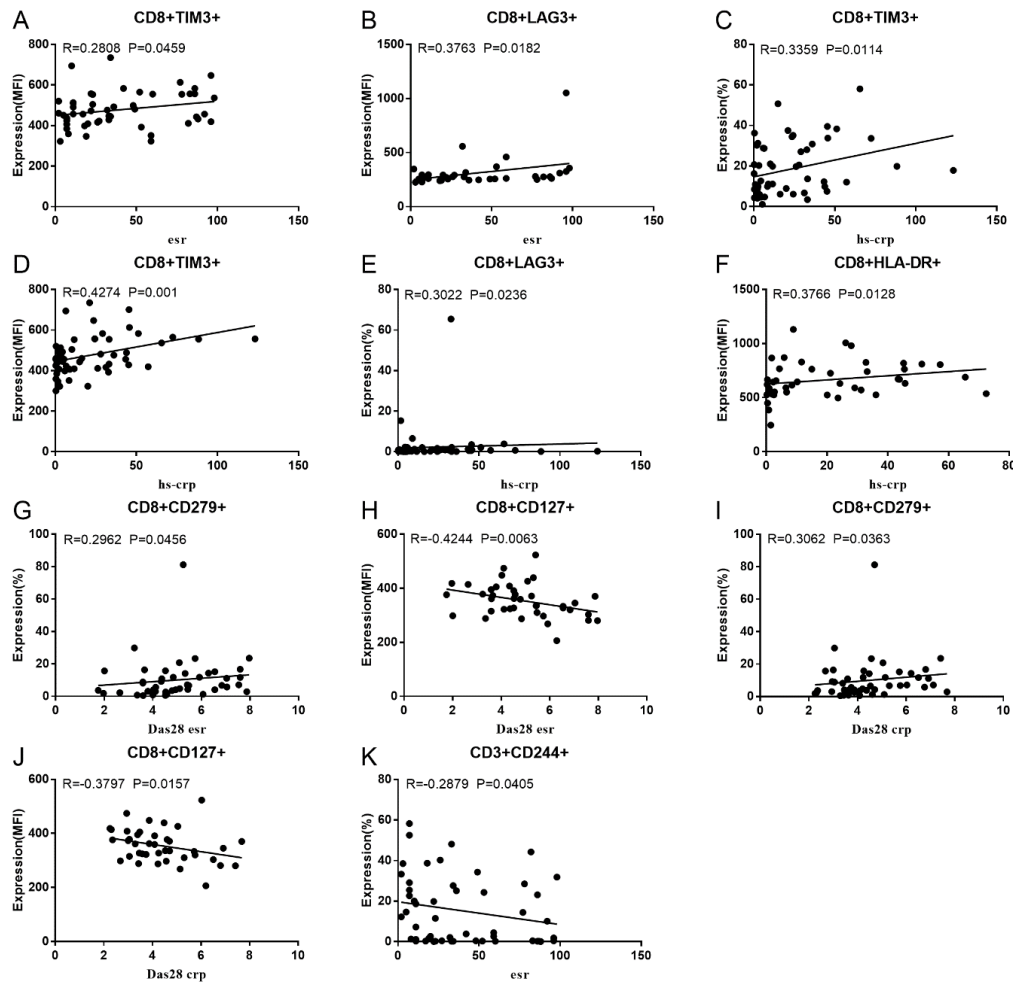 A
CD8+TIM3+
R=0.2808 P=0.0459
Expression(MFI)
800
600
400
200
0
0 50 100 150
esr
B
CD8+LAG3+
R=0.3763 P=0.0182
Expression(MFI)
1500
1000
500
0
0 50 100 150
esr
C
CD8+TIM3+
R=0.3359 P=0.0114
Expression(%)
80
60
40
20
0
0 50 100 150
hs-crp
D
CD8+TIM3+
R=0.4274 P=0.001
Expression(MFI)
800
600
400
200
0
0 50 100 150
hs-crp
E
CD8+LAG3+
R=0.3022 P=0.0236
Expression(%)
80
60
40
20
0
0 50 100 150
hs-crp
F
CD8+HLA-DR+
R=0.3766 P=0.0128
Expression(MFI)
1500
1000
500
0
0 20 40 60 80
hs-crp
G
CD8+CD279+
R=0.2962 P=0.0456
Expression(%)
100
80
60
40
20
0
0 2 4 6 8 10
Das28 esr
H
CD8+CD127+
R=-0.4244 P=0.0063
Expression(MFI)
600
400
200
0
0 2 4 6 8 10
Das28 esr
I
CD8+CD279+
R=0.3062 P=0.0363
Expression(%)
100
80
60
40
20
0
0 2 4 6 8 10
Das28 crp
J
CD8+CD127+
R=-0.3797 P=0.0157
Expression(MFI)
600
400
200
0
0 2 4 6 8 10
Das28 crp
K
CD3+CD244+
R=-0.2879 P=0.0405
Expression(%)
80
60
40
20
0
0 50 100 150
esr